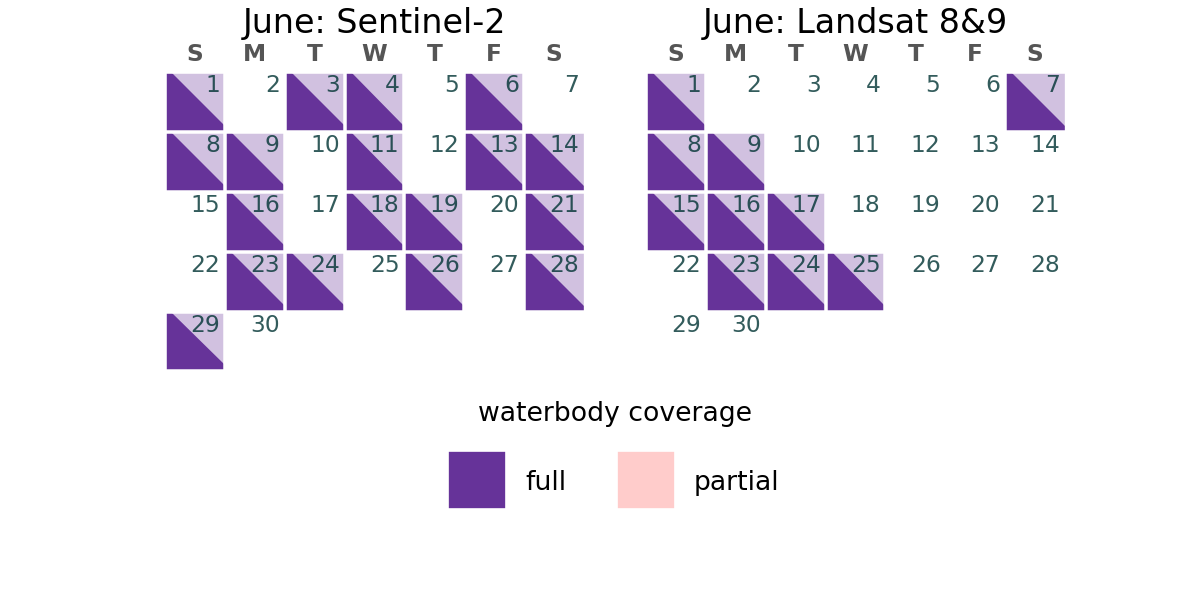 June: Sentinel-2
S M T W T F S
1 2 3 4 5 6 7
8 9 10 11 12 13 14
15 16 17 18 19 20 21
22 23 24 25 26 27 28
29 30
June: Landsat 8&9
S M T W T F S
1 2 3 4 5 6 7
8 9 10 11 12 13 14
15 16 17 18 19 20 21
22 23 24 25 26 27 28
29 30
waterbody coverage
full partial